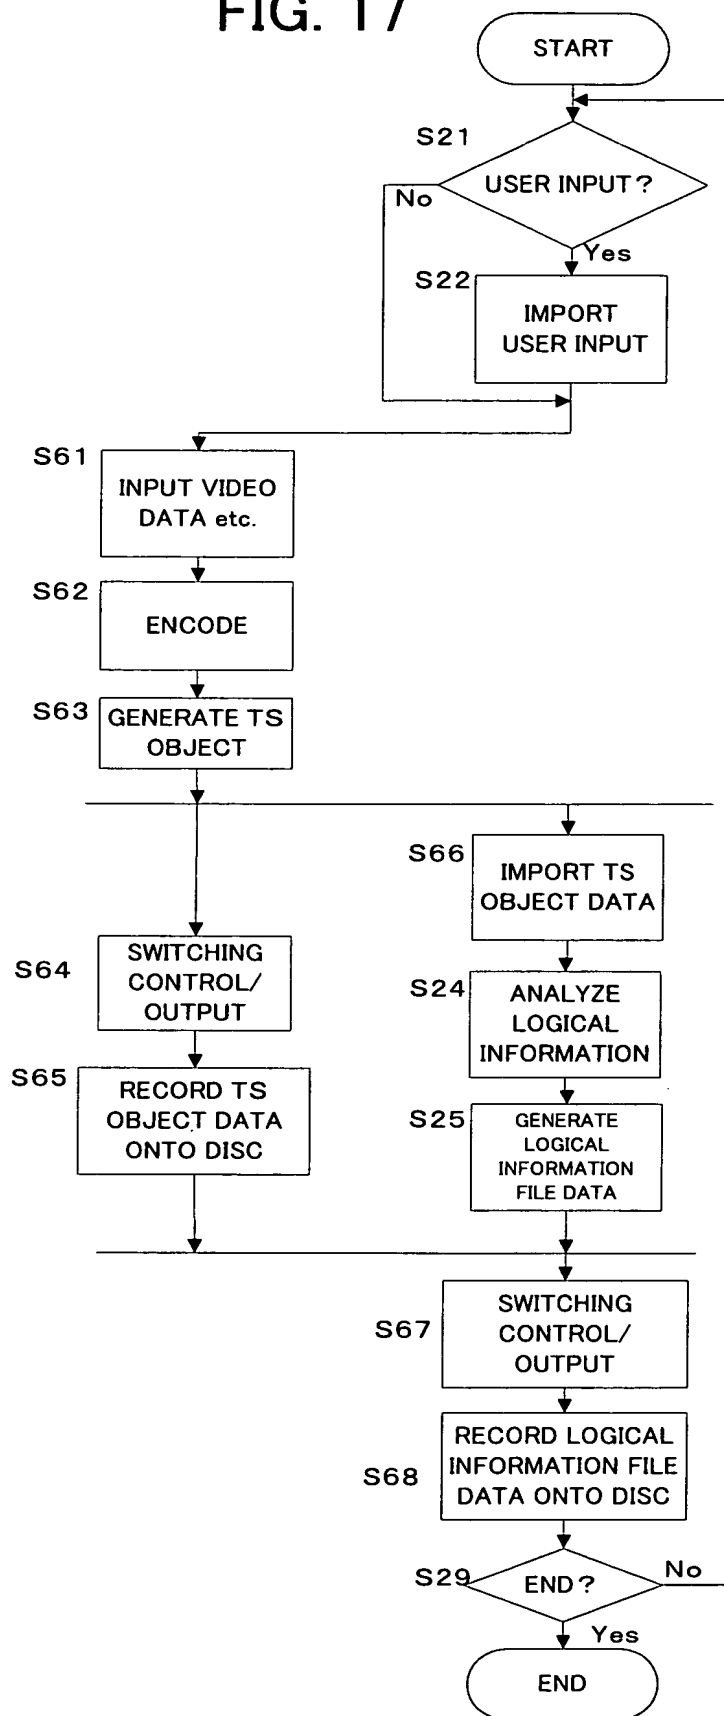 FIG. 17
START
S21
USER INPUT?
No
Yes
S22
IMPORT
USER INPUT
S61
INPUT VIDEO
DATA etc.
S62
ENCODE
S63
GENERATE TS
OBJECT
S66
IMPORT TS
OBJECT DATA
S64
SWITCHING
CONTROL/
OUTPUT
S24
ANALYZE
LOGICAL
INFORMATION
S65
RECORD TS
OBJECT DATA
ONTO DISC
S25
GENERATE
LOGICAL
INFORMATION
FILE DATA
S67
SWITCHING
CONTROL/
OUTPUT
S68
RECORD LOGICAL
INFORMATION FILE
DATA ONTO DISC
S29
END?
No
Yes
END